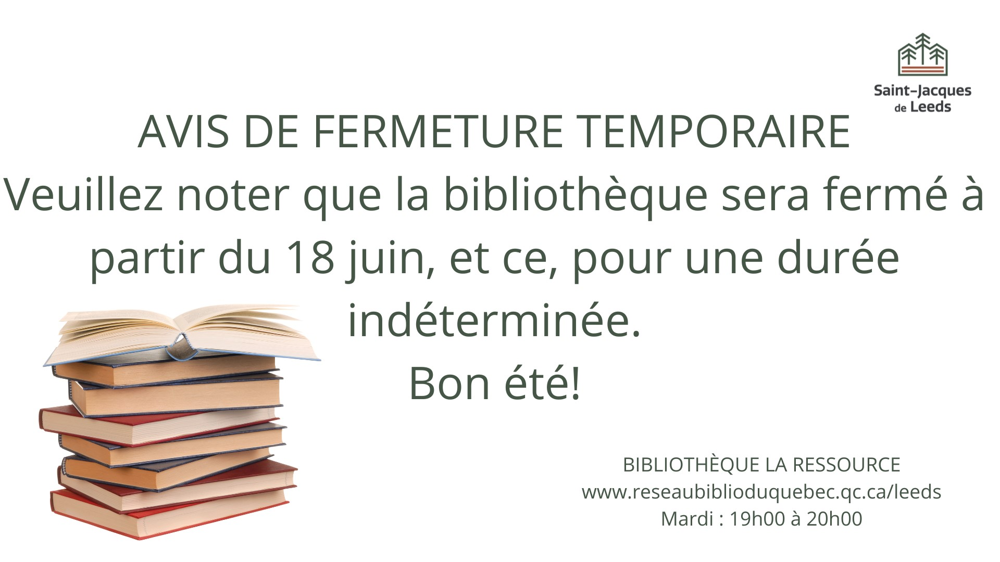 Saint-Jacques
de Leeds
AVIS DE FERMETURE TEMPORAIRE
Veuillez noter que la bibliothèque sera fermé à
partir du 18 juin, et ce, pour une durée
indéterminée.
Bon été!
BIBLIOTHÈQUE LA RESSOURCE
www.reseaubiblioduquebec.qc.ca/leeds
Mardi : 19h00 à 20h00